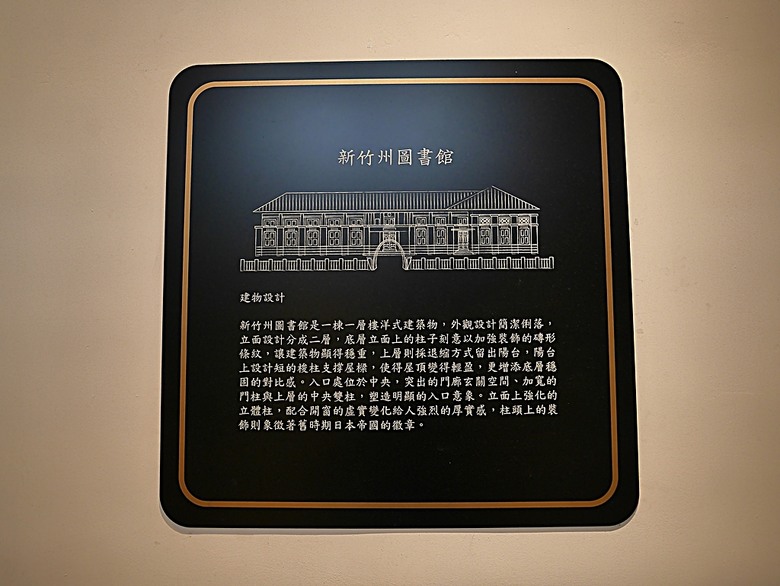 新竹州圖書館
建物設計
新竹州圖書館是一棟一層樓洋式建築物，外觀設計簡潔俐落，
立面設計分成二層，底層立面上的柱子刻意以加強裝飾的磚形
條紋，讓建築物顯得穩重，上層則採退縮方式留出陽台，陽台
上設計短的梭柱支撐屋樑，使得屋頂變得輕盈，更增添底層穩
固的對比感。入口處位於中央，突出的門廊玄關空間、加寬的
門柱與上層的中央雙柱，塑造明顯的入口意象。立面上強化的
立體柱，配合開窗的虛實變化給人強烈的厚實感，柱頭上的裝
飾則象徵著舊時期日本帝國的徽章。